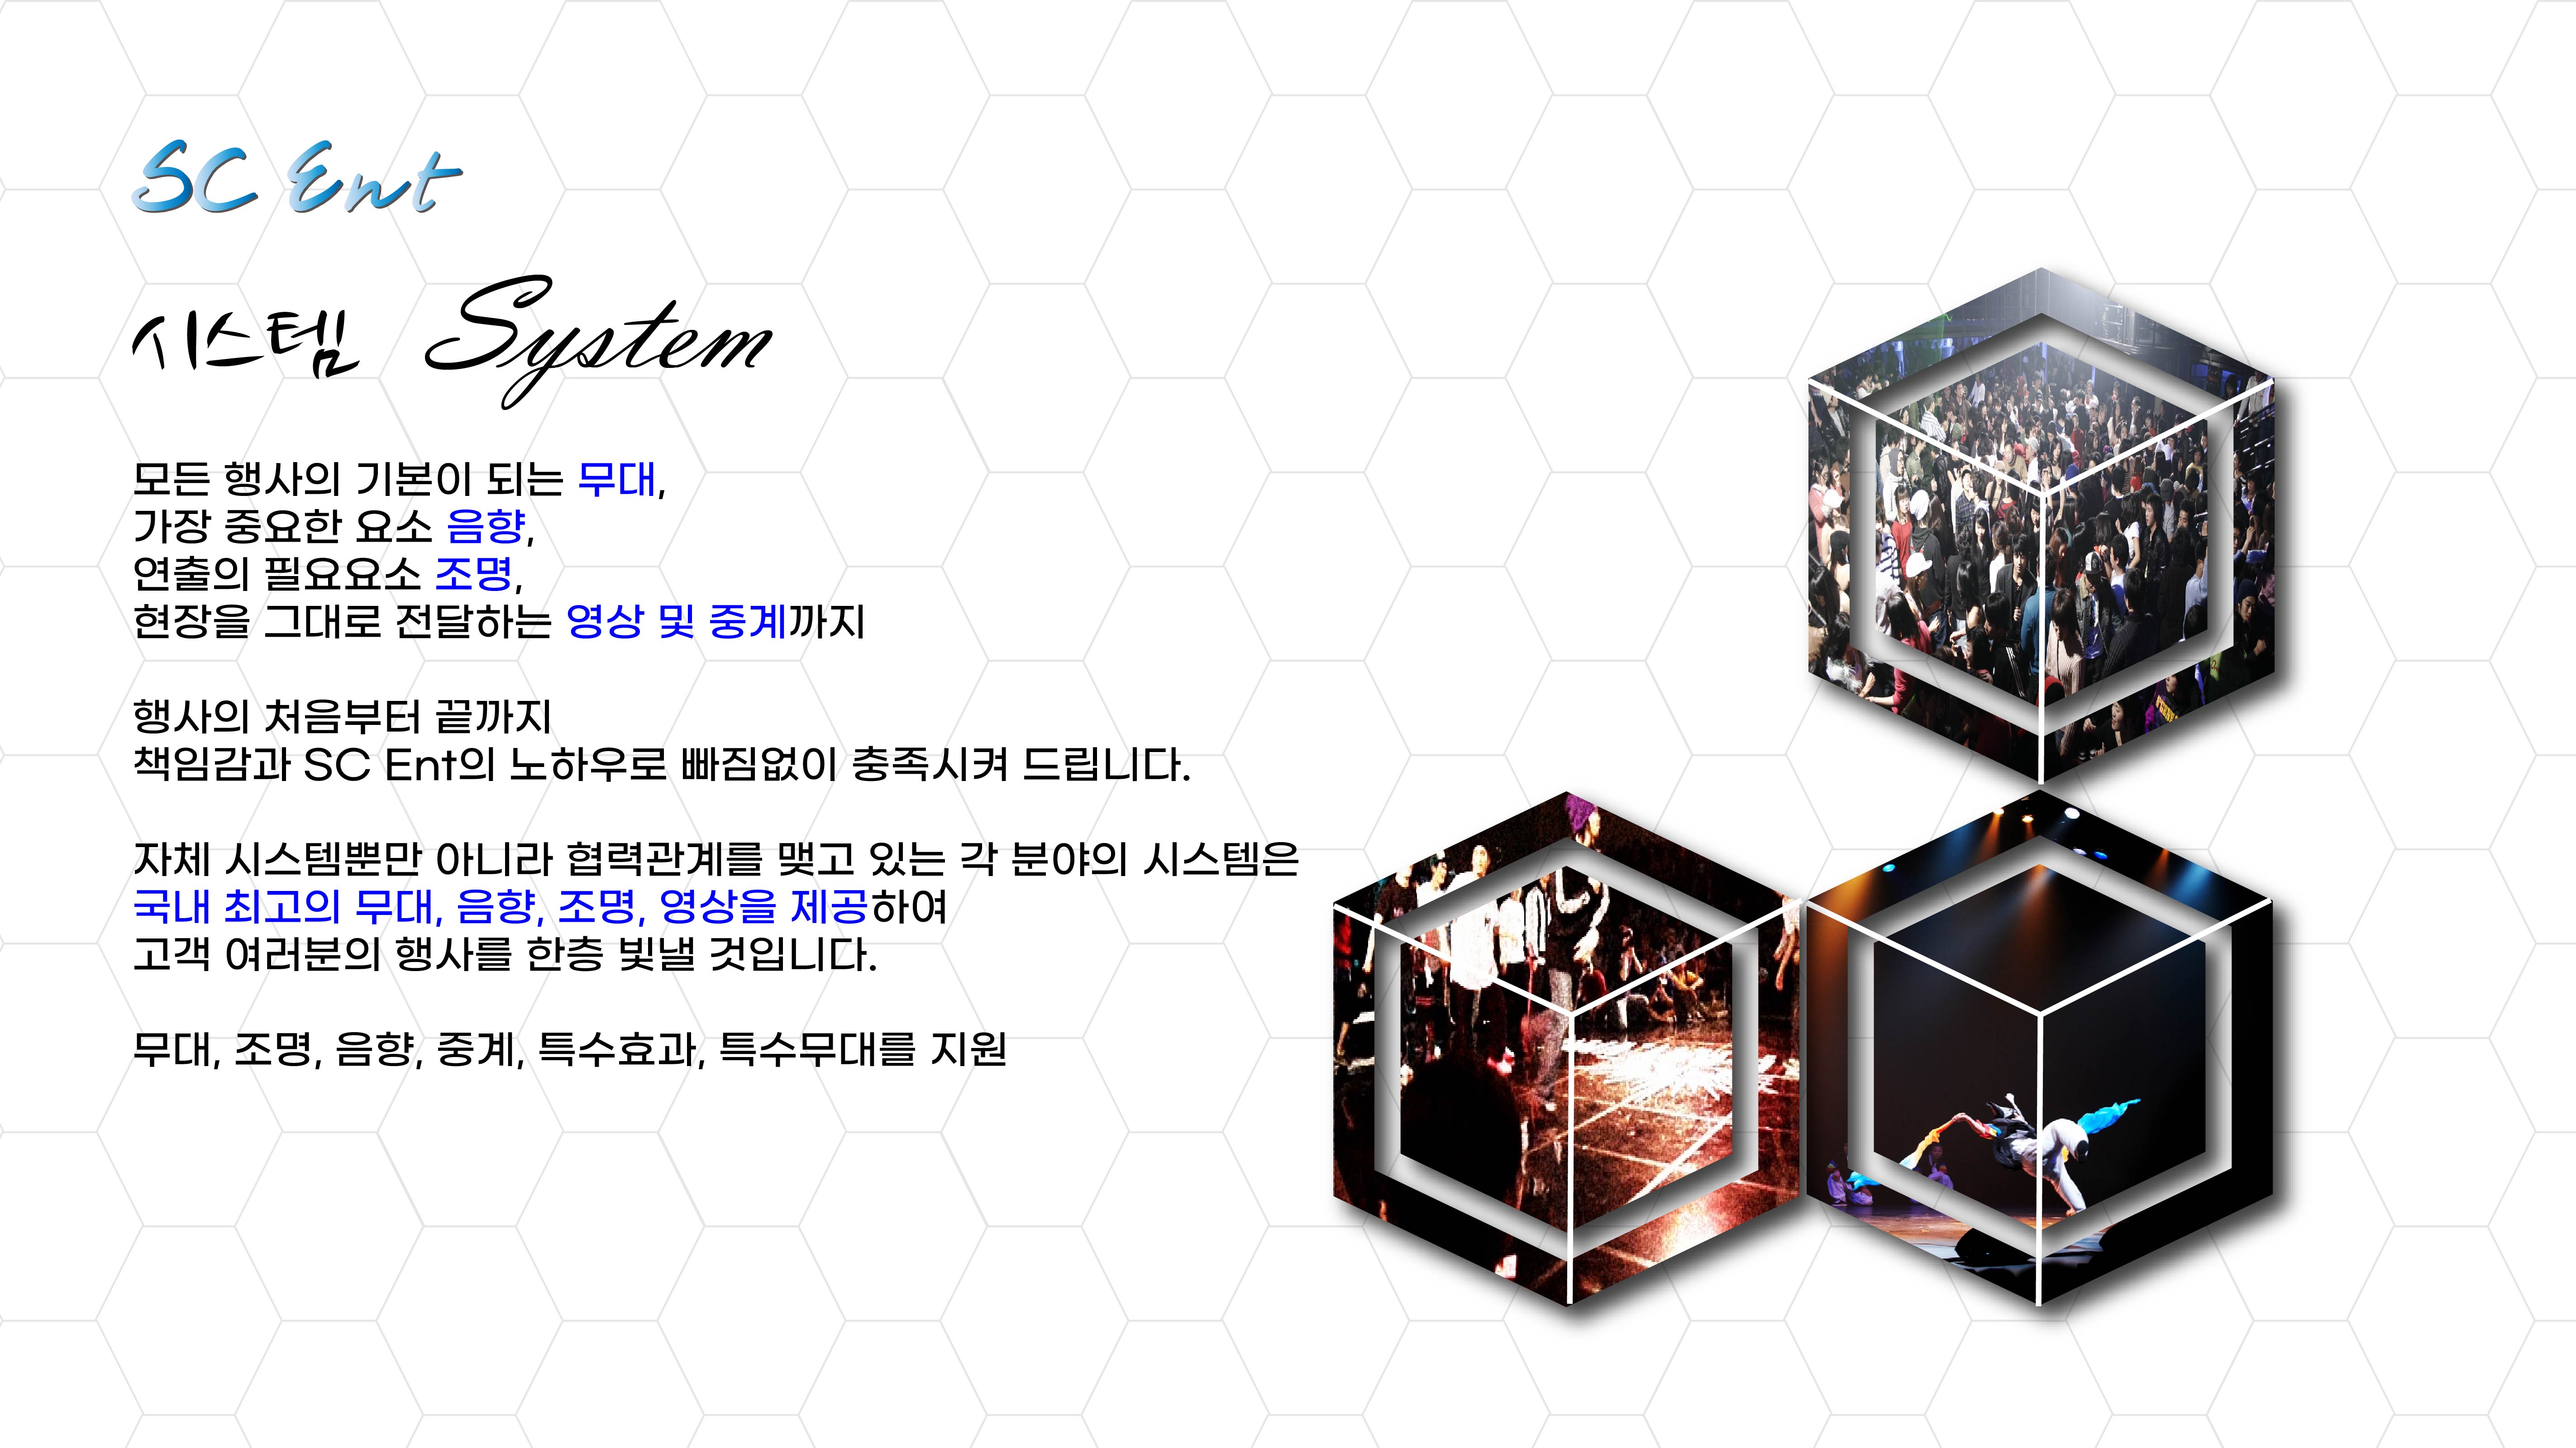 SC Ent
시스템 System
모든 행사의 기본이 되는 무대,
가장 중요한 요소 음향,
연출의 필요요소 조명,
현장을 그대로 전달하는 영상 및 중계까지
행사의 처음부터 끝까지
책임감과 SC Ent의 노하우로 빠짐없이 충족시켜 드립니다.
자체 시스템뿐만 아니라 협력관계를 맺고 있는 각 분야의 시스템은
국내 최고의 무대, 음향, 조명, 영상을 제공하여
고객 여러분의 행사를 한층 빛낼 것입니다.
무대, 조명, 음향, 중계, 특수효과, 특수무대를 지원